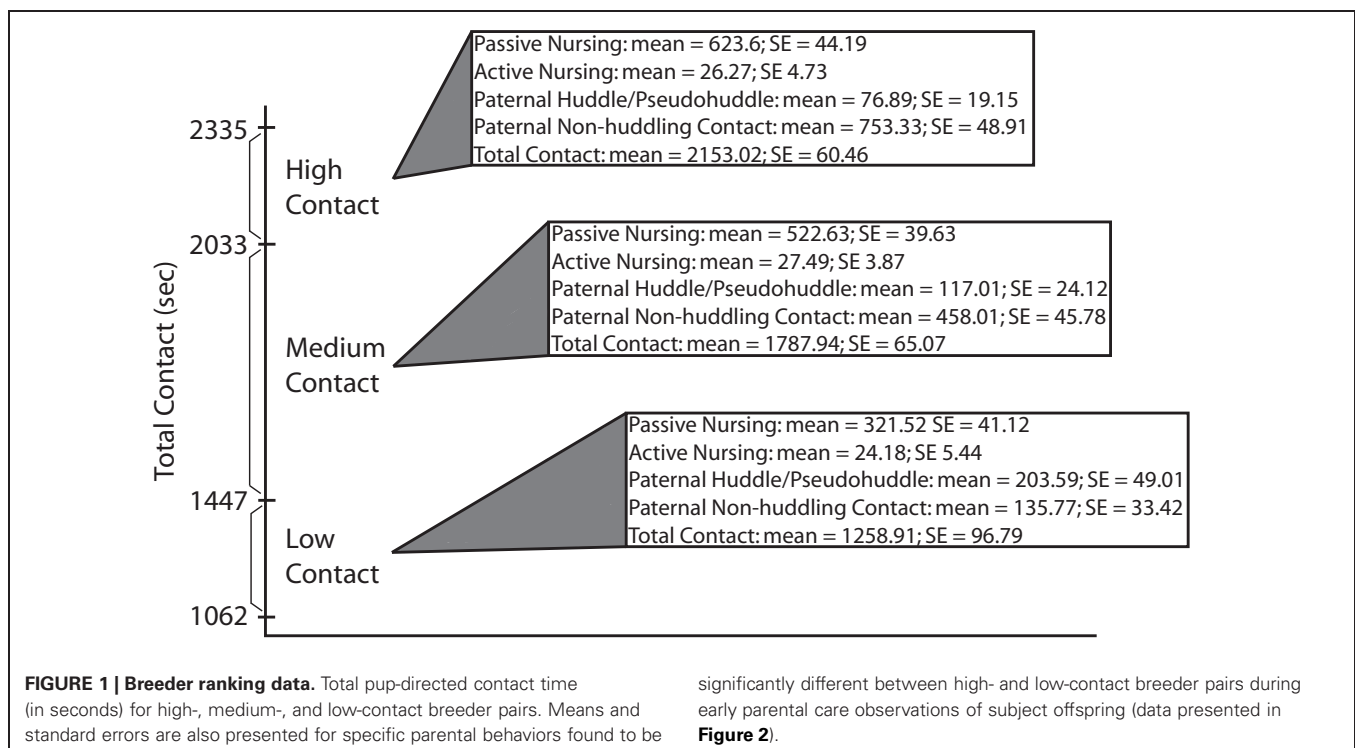 Passive Nursing: mean = 623.6; SE = 44.19
Active Nursing: mean = 26.27; SE 4.73
Paternal Huddle/Pseudohuddle: mean = 76.89; SE = 19.15
Paternal Non-huddling Contact: mean = 753.33; SE = 48.91
Total Contact: mean = 2153.02; SE = 60.46
2335
High
Contact
2033
Passive Nursing: mean = 522.63; SE = 39.63
Active Nursing: mean = 27.49; SE 3.87
Paternal Huddle/Pseudohuddle: mean = 117.01; SE = 24.12
Paternal Non-huddling Contact: mean = 458.01; SE = 45.78
Total Contact: mean = 1787.94; SE = 65.07
Medium
Contact
Total Contact (sec)
Passive Nursing: mean = 321.52 SE = 41.12
Active Nursing: mean = 24.18; SE 5.44
Paternal Huddle/Pseudohuddle: mean = 203.59; SE = 49.01
Paternal Non-huddling Contact: mean = 135.77; SE = 33.42
Total Contact: mean = 1258.91; SE = 96.79
1447
Low
Contact
1062
FIGURE 1 | Breeder ranking data. Total pup-directed contact time
(in seconds) for high-, medium-, and low-contact breeder pairs. Means and
standard errors are also presented for specific parental behaviors found to be
significantly different between high- and low-contact breeder pairs during
early parental care observations of subject offspring (data presented in
Figure 2).